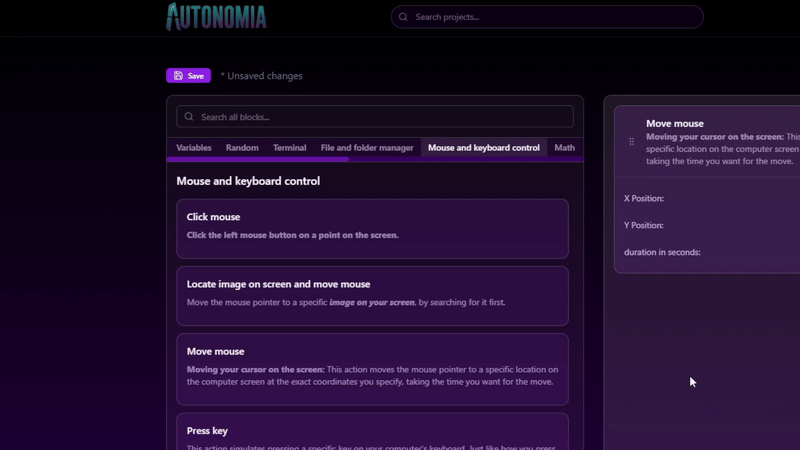 AUTONOMIA
Search projects...
Save
* Unsaved changes
Search all blocks...
Variables Random Terminal File and folder manager Mouse and keyboard control Math
Mouse and keyboard control
Click mouse
Click the left mouse button on a point on the screen.
Locate image on screen and move mouse
Move the mouse pointer to a specific image on your screen, by searching for it first.
Move mouse
Moving your cursor on the screen: This action moves the mouse pointer to a specific location on
the computer screen at the exact coordinates you specify, taking the time you want for the move.
Press key
This action simulates pressing a specific key on your computer's keyboard. Just like how you press
Move mouse
Moving your cursor on the screen: This
specific location on the computer screen
taking the time you want for the move.
X Position:
Y Position:
duration in seconds: